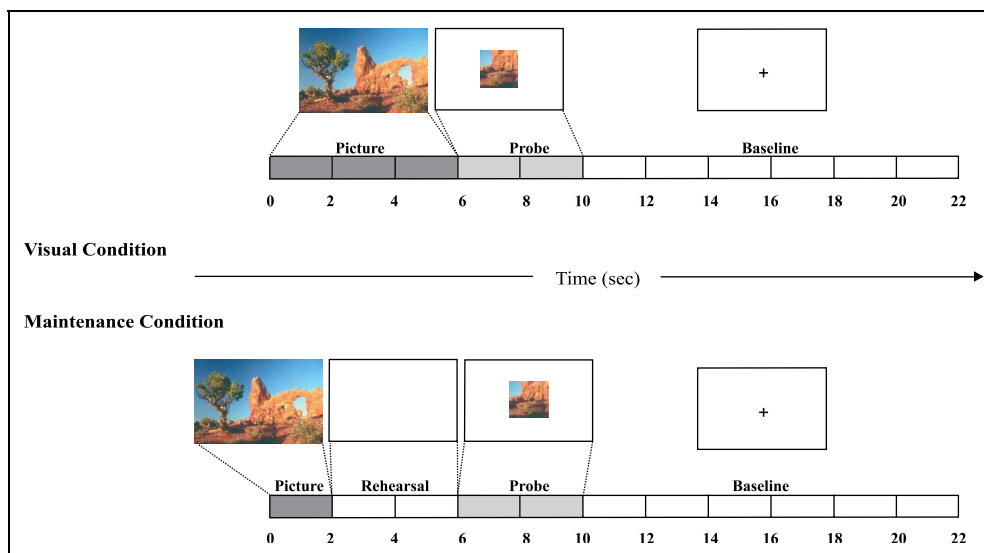 Picture Probe Baseline
0 2 4 6 8 10 12 14 16 18 20 22
Visual Condition
Time (sec)
Maintenance Condition
+
Picture Rehearsal Probe Baseline
0 2 4 6 8 10 12 14 16 18 20 22